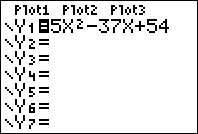 Plot1 Plot2 Plot3
\Y1=5X²-37X+54
\Y2=
\Y3=
\Y4=
\Y5=
\Y6=
\Y7=